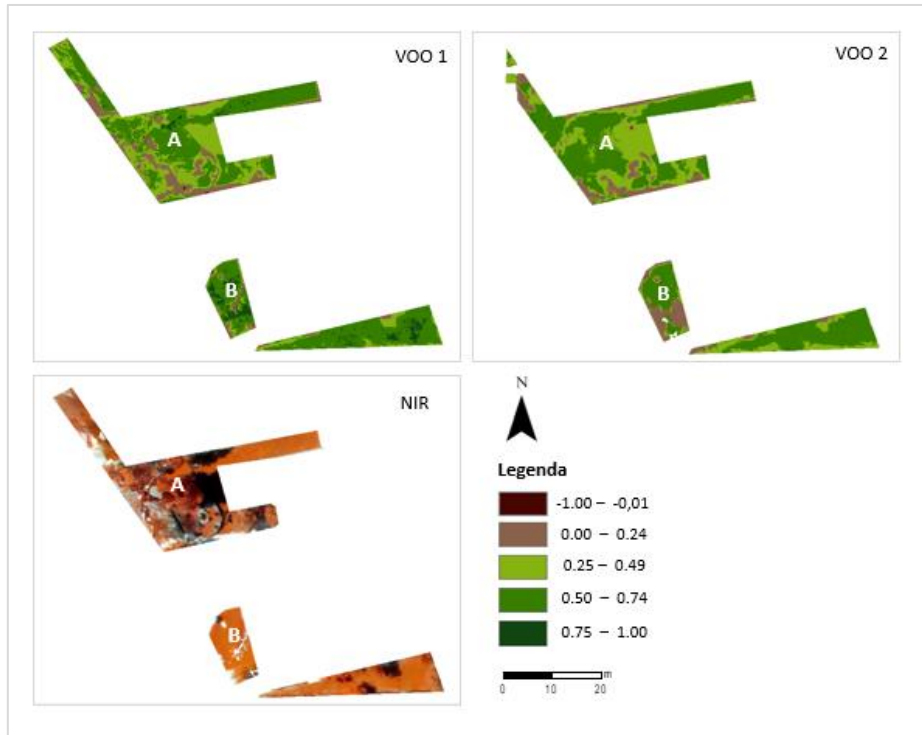 VOO 1
A
B
VOO 2
A
B
NIR
A
B
N
Legenda
-1.00 – -0,01
0.00 – 0.24
0.25 – 0.49
0.50 – 0.74
0.75 – 1.00
m
0 10 20